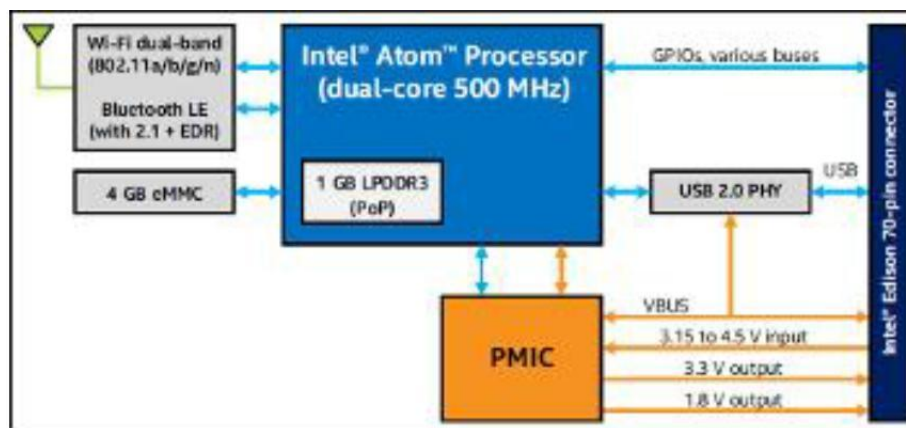 Wi-Fi dual-band
(802.11a/b/g/n)
Bluetooth LE
(with 2.1 + EDR)
4 GB eMMC
Intel® Atom™ Processor
(dual-core 500 MHz)
1 GB LPDDR3
(PoP)
GPIOs, various buses
USB 2.0 PHY
USB
Intel® Edison 70-pin connector
PMIC
VBUS
3.15 to 4.5 V input
3.3 V output
1.8 V output